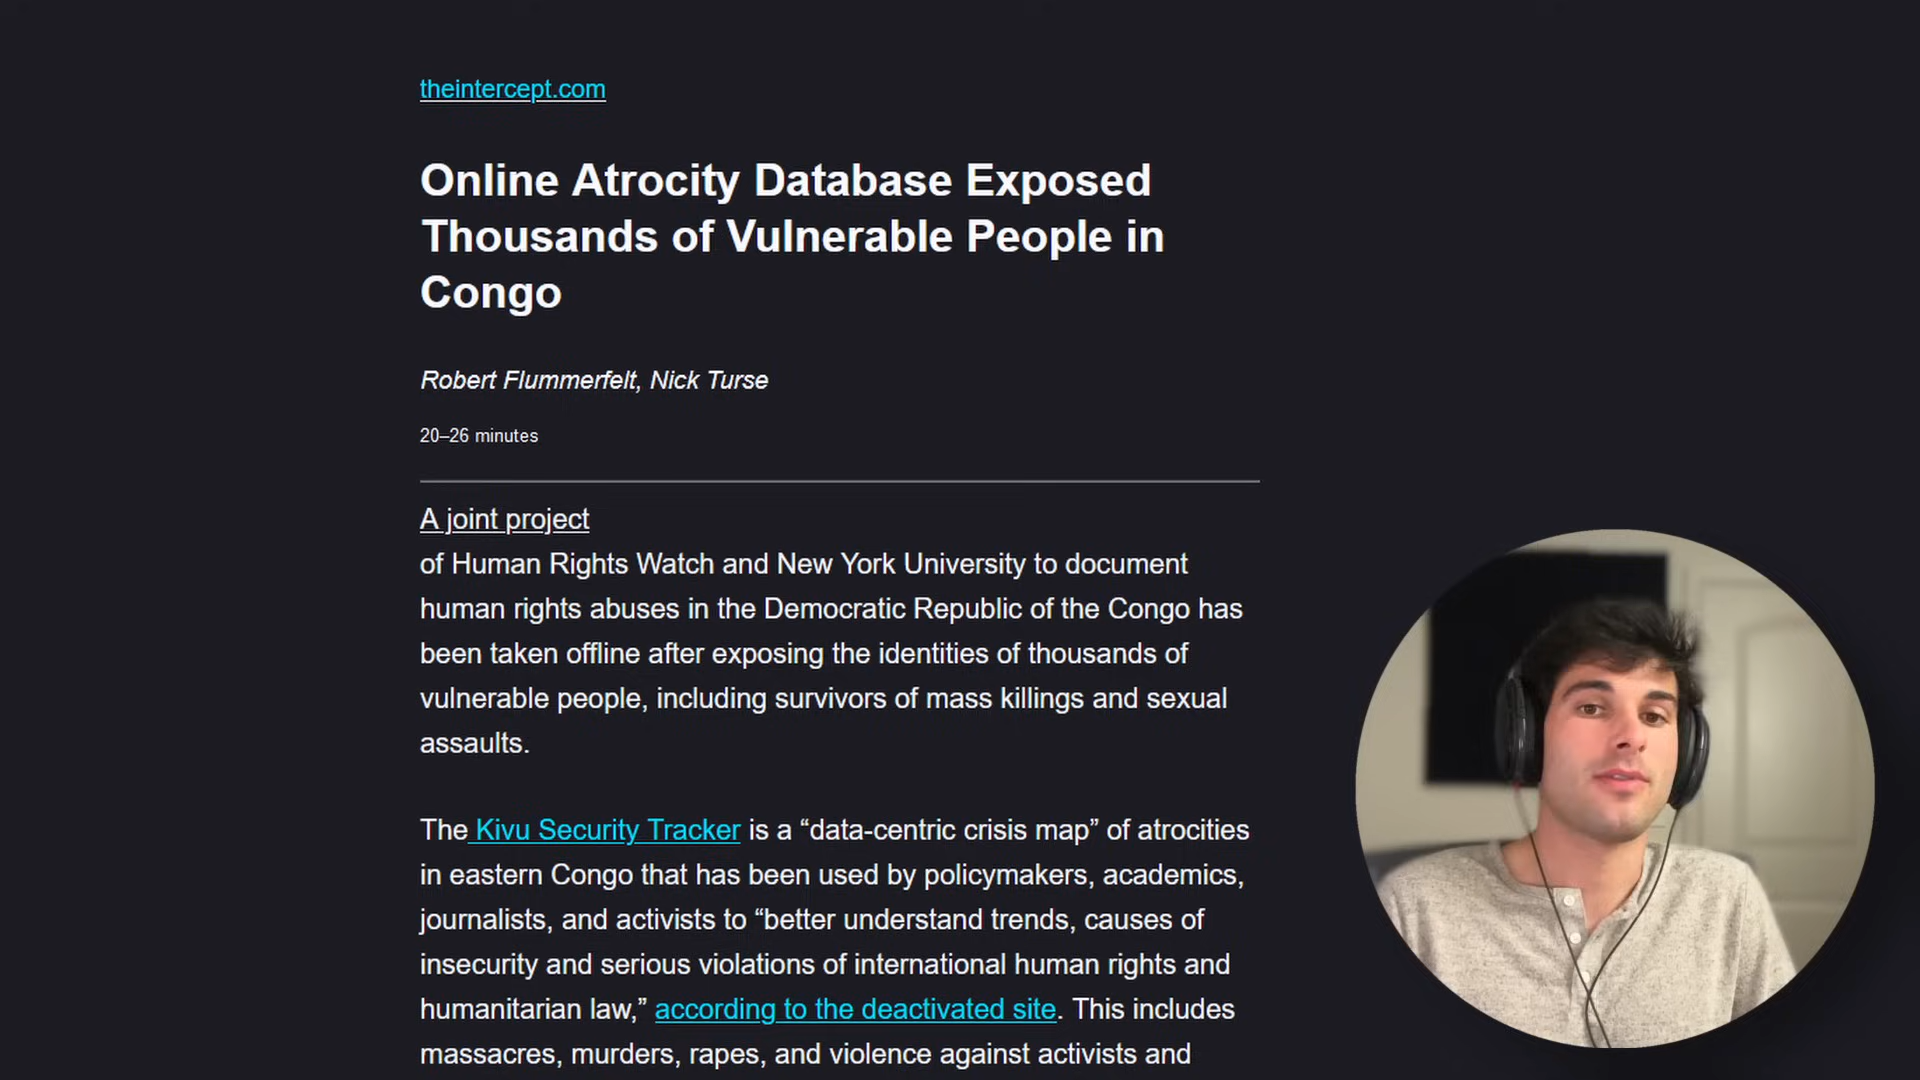 theintercept.com
Online Atrocity Database Exposed
Thousands of Vulnerable People in
Congo
Robert Flummerfelt, Nick Turse
20–26 minutes
A joint project
of Human Rights Watch and New York University to document
human rights abuses in the Democratic Republic of the Congo has
been taken offline after exposing the identities of thousands of
vulnerable people, including survivors of mass killings and sexual
assaults.
The Kivu Security Tracker is a “data-centric crisis map” of atrocities
in eastern Congo that has been used by policymakers, academics,
journalists, and activists to “better understand trends, causes of
insecurity and serious violations of international human rights and
humanitarian law,” according to the deactivated site. This includes
massacres, murders, rapes, and violence against activists and